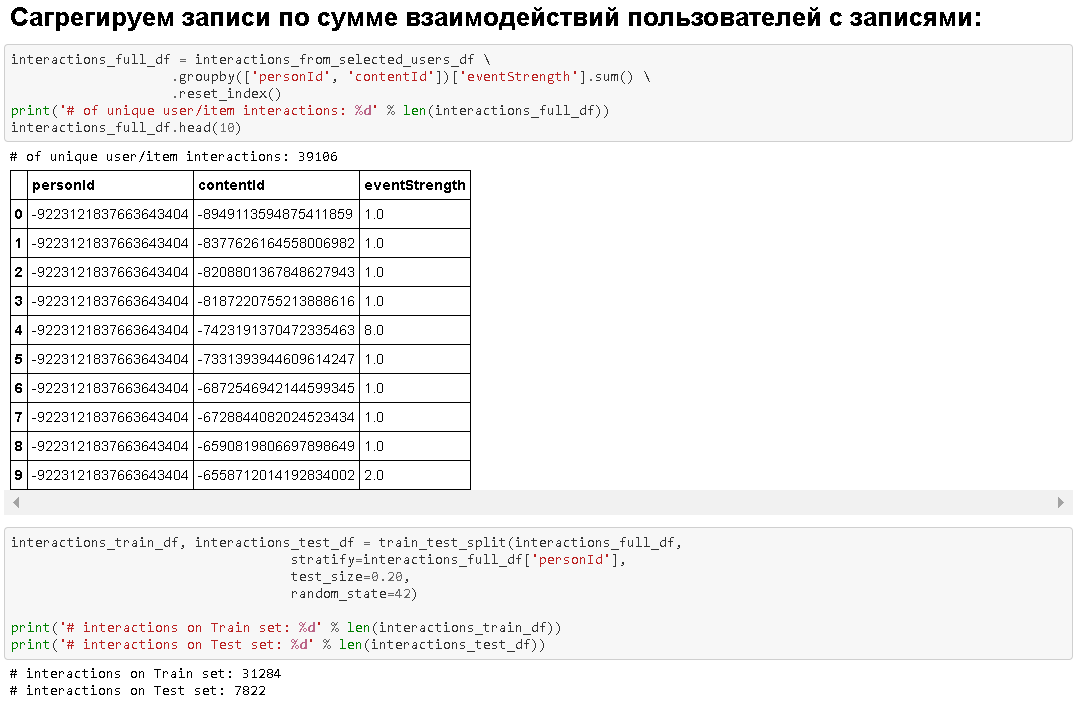 Сагрегируем записи по сумме взаимодействий пользователей с записями:
interactions_full_df = interactions_from_selected_users_df \
.groupby(['personId', 'contentId'])['eventStrength'].sum() \
.reset_index()
print('# of unique user/item interactions: %d' % len(interactions_full_df))
interactions_full_df.head(10)
# of unique user/item interactions: 39106
personId contentId eventStrength
0 -9223121837663643404 -8949113594875411859 1.0
1 -9223121837663643404 -8377626164558006982 1.0
2 -9223121837663643404 -8208801367848627943 1.0
3 -9223121837663643404 -8187220755213888616 1.0
4 -9223121837663643404 -7423191370472335463 8.0
5 -9223121837663643404 -7331393944609614247 1.0
6 -9223121837663643404 -6872546942144599345 1.0
7 -9223121837663643404 -6728844082024523434 1.0
8 -9223121837663643404 -6590819806697898649 1.0
9 -9223121837663643404 -6558712014192834002 2.0
interactions_train_df, interactions_test_df = train_test_split(interactions_full_df,
stratify=interactions_full_df['personId'],
test_size=0.20,
random_state=42)
print('# interactions on Train set: %d' % len(interactions_train_df))
print('# interactions on Test set: %d' % len(interactions_test_df))
# interactions on Train set: 31284
# interactions on Test set: 7822